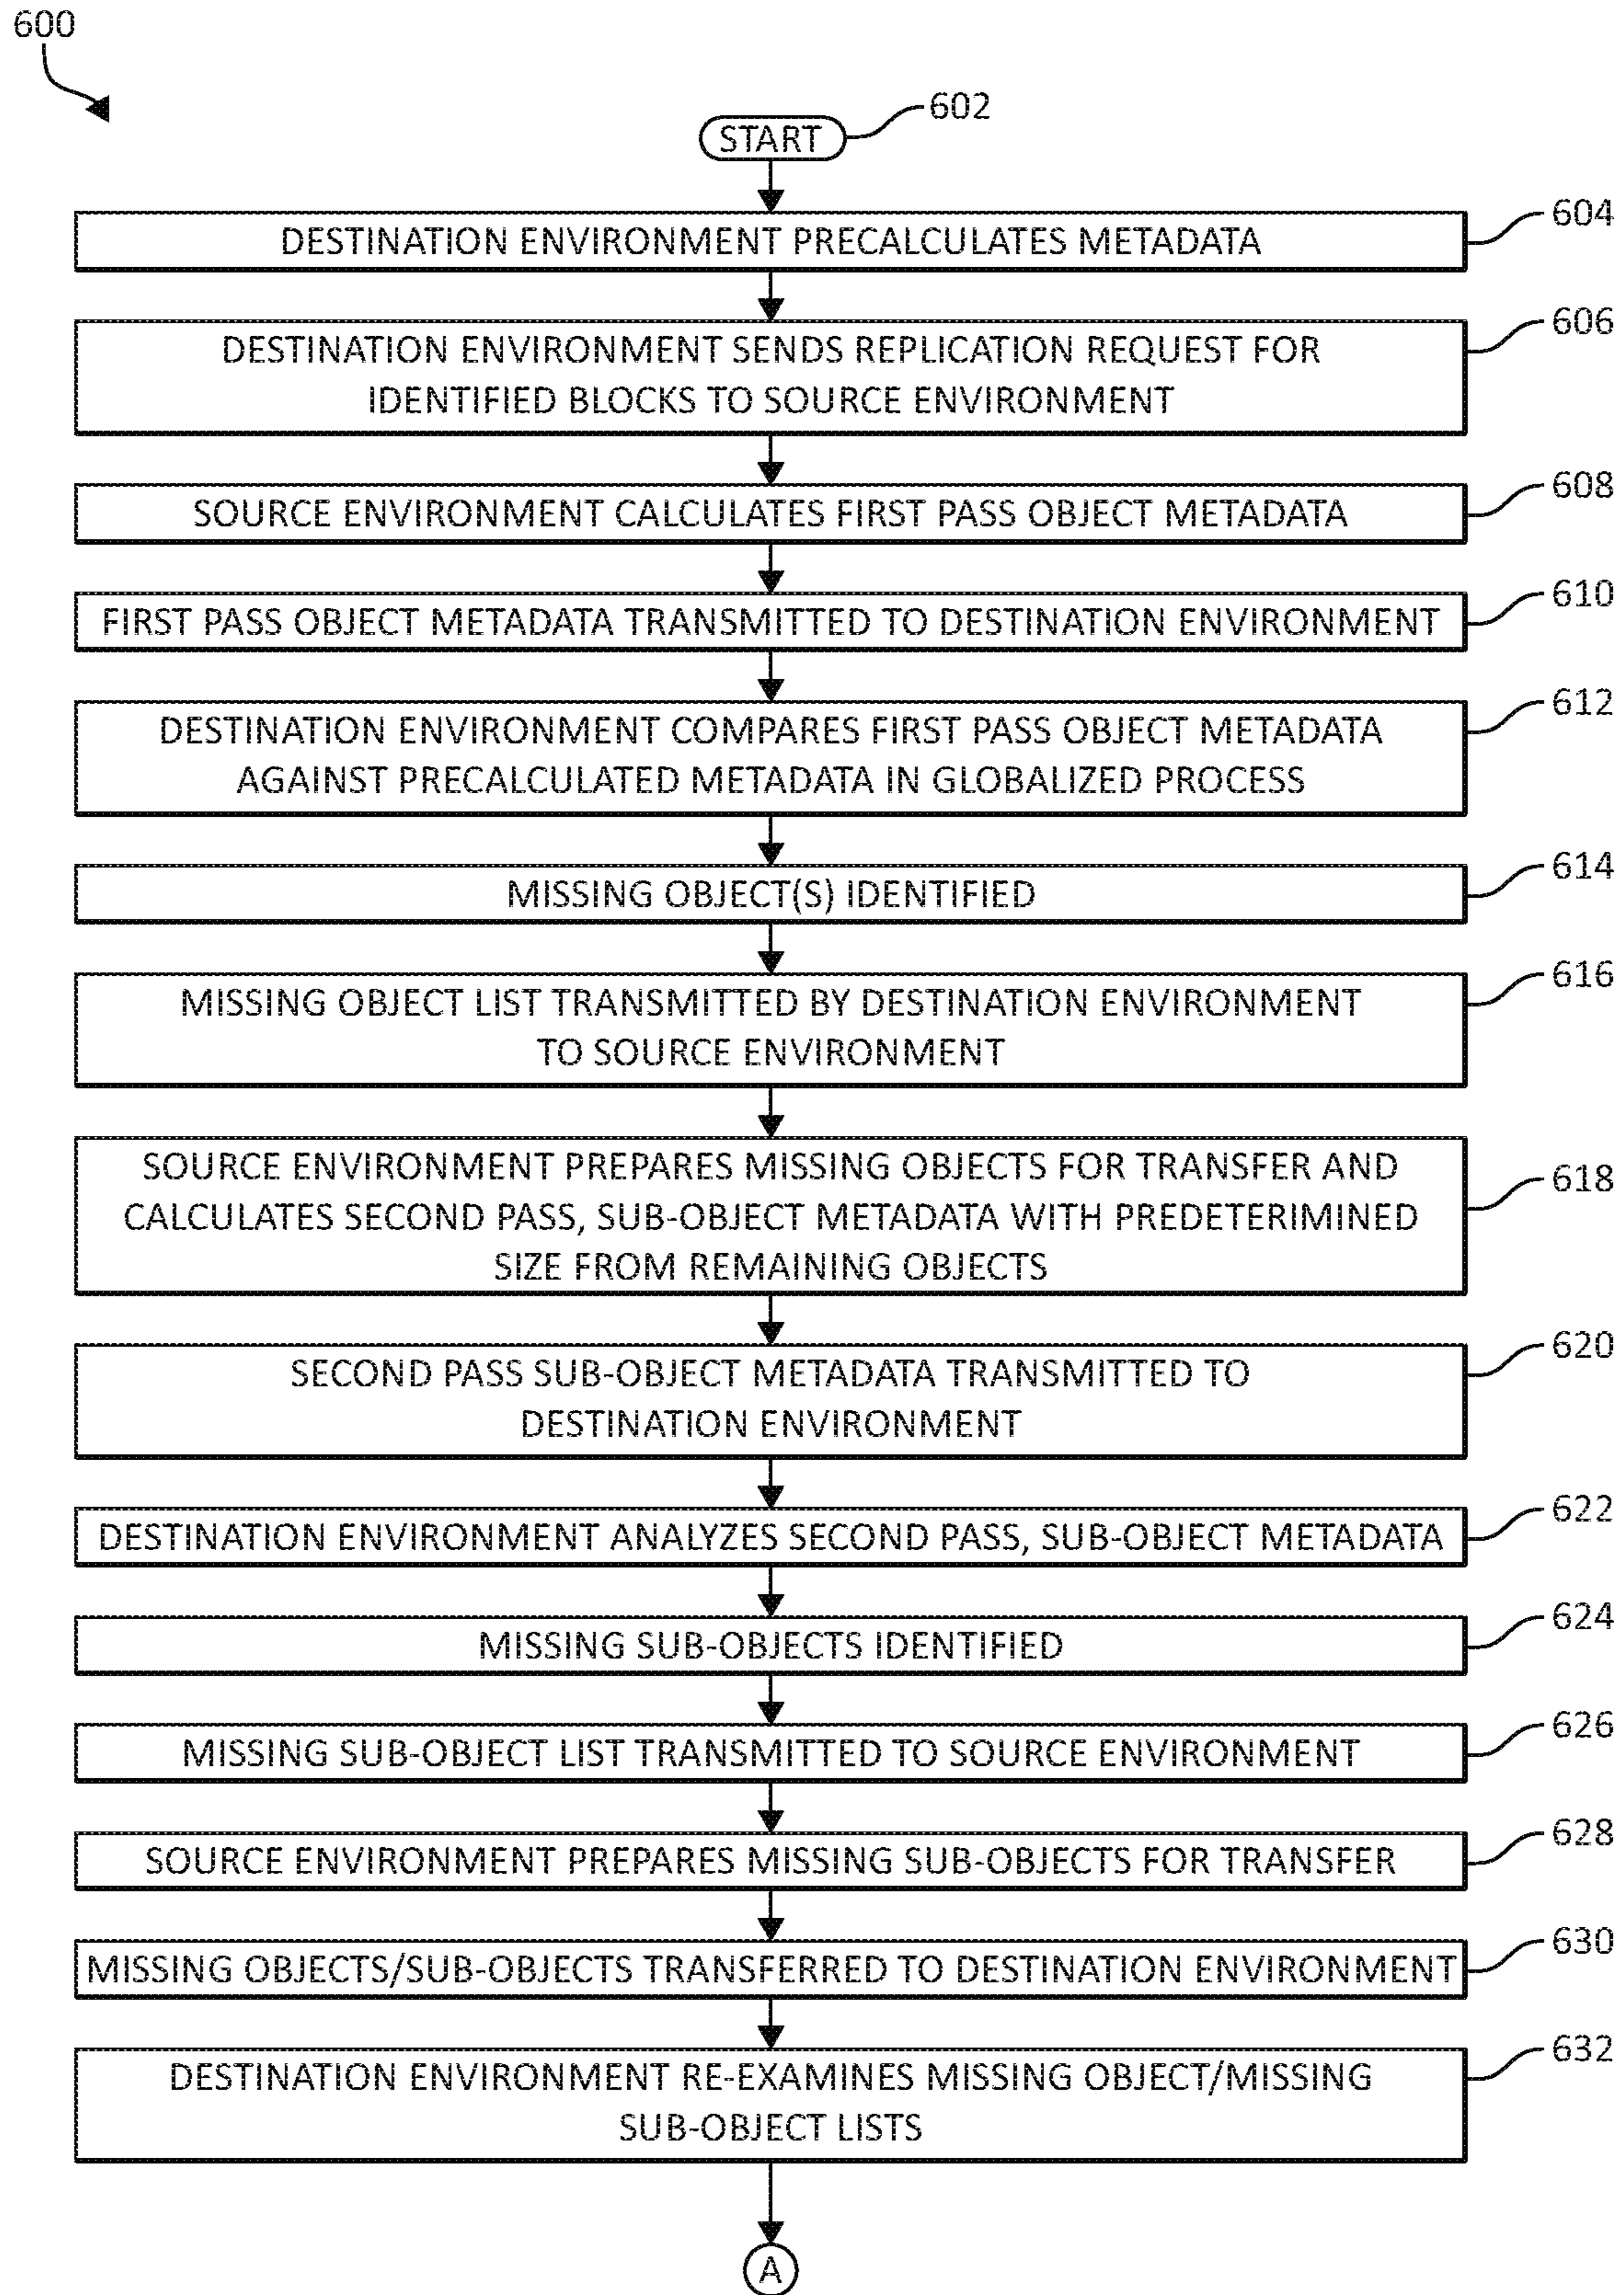 600
START
602
DESTINATION ENVIRONMENT PRECALCULATES METADATA
604
DESTINATION ENVIRONMENT SENDS REPLICATION REQUEST FOR
IDENTIFIED BLOCKS TO SOURCE ENVIRONMENT
606
SOURCE ENVIRONMENT CALCULATES FIRST PASS OBJECT METADATA
608
FIRST PASS OBJECT METADATA TRANSMITTED TO DESTINATION ENVIRONMENT
610
DESTINATION ENVIRONMENT COMPARES FIRST PASS OBJECT METADATA
AGAINST PRECALCULATED METADATA IN GLOBALIZED PROCESS
612
MISSING OBJECT(S) IDENTIFIED
614
MISSING OBJECT LIST TRANSMITTED BY DESTINATION ENVIRONMENT
TO SOURCE ENVIRONMENT
616
SOURCE ENVIRONMENT PREPARES MISSING OBJECTS FOR TRANSFER AND
CALCULATES SECOND PASS, SUB-OBJECT METADATA WITH PREDETERIMINED
SIZE FROM REMAINING OBJECTS
618
SECOND PASS SUB-OBJECT METADATA TRANSMITTED TO
DESTINATION ENVIRONMENT
620
DESTINATION ENVIRONMENT ANALYZES SECOND PASS, SUB-OBJECT METADATA
622
MISSING SUB-OBJECTS IDENTIFIED
624
MISSING SUB-OBJECT LIST TRANSMITTED TO SOURCE ENVIRONMENT
626
SOURCE ENVIRONMENT PREPARES MISSING SUB-OBJECTS FOR TRANSFER
628
MISSING OBJECTS/SUB-OBJECTS TRANSFERRED TO DESTINATION ENVIRONMENT
630
DESTINATION ENVIRONMENT RE-EXAMINES MISSING OBJECT/MISSING
SUB-OBJECT LISTS
632
A